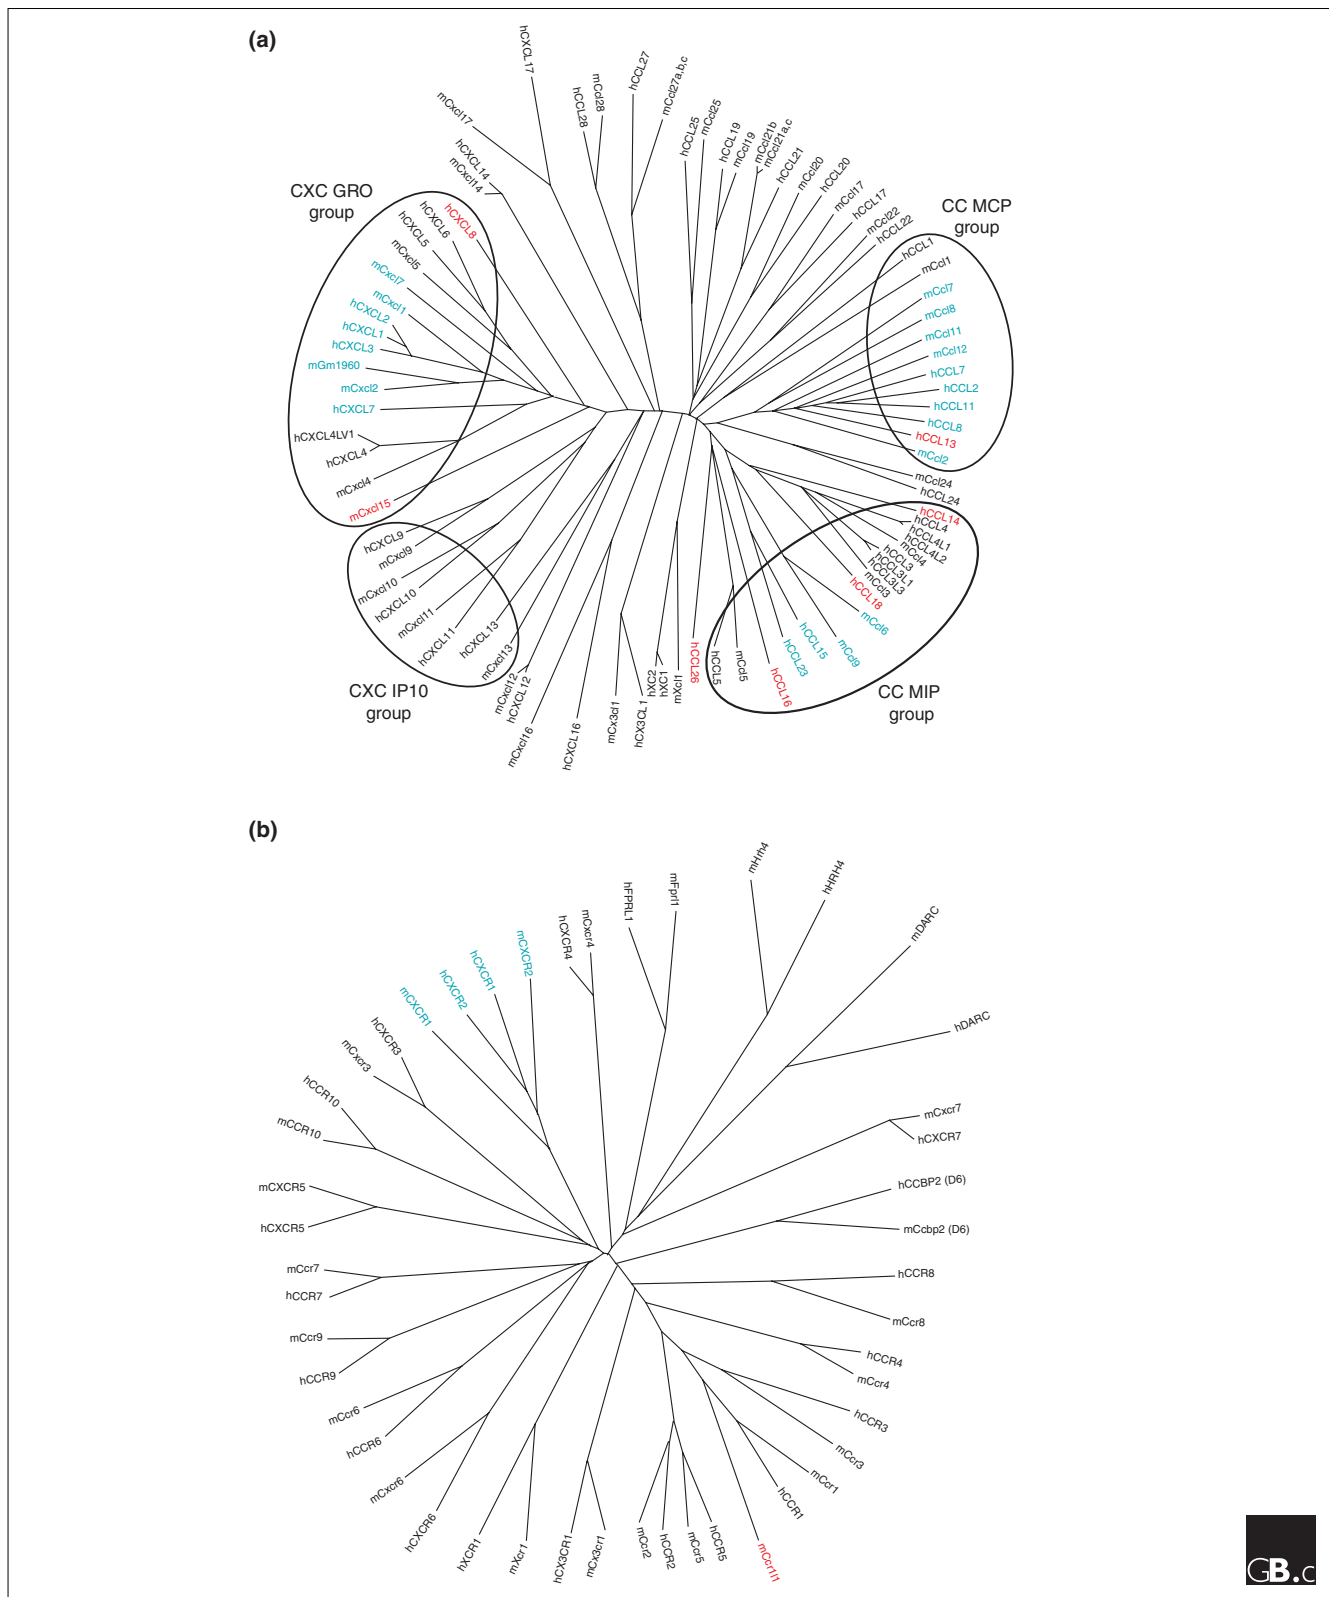 (a)
hCXCL17
mCxcl17
hCXCL14
mCxcl14
hCCL28
mCcl28
hCCL27
mCcl27a,b,c
hCCL25
mCcl25
hCCL19
mCcl19
mCcl21b
mCcl21a,c
hCCL21
mCcl20
hCCL20
mCcl17
hCCL17
mCcl22
hCCL22
CXC GRO
group
hCXCL8
hCXCL6
hCXCL5
mCxcl5
mCxcl7
mCxcl1
hCXCL2
hCXCL1
hCXCL3
mGm1960
mCxcl2
hCXCL7
hCXCL4LV1
hCXCL4
mCxcl4
mCxcl15
CC MCP
group
hCCL1
mCcl1
mCcl7
mCcl8
mCcl11
mCcl12
hCCL7
hCCL2
hCCL11
hCCL8
hCCL13
mCcl2
mCcl24
hCCL24
hCCL14
hCCL4
hCCL4L1
hCCL4L2
mCcl4
hCCL3
hCCL3L1
hCCL3L3
mCcl3
hCCL18
mCcl6
mCcl9
hCCL15
hCCL23
hCCL16
mCcl5
hCCL5
CC MIP
group
hCCL26
mXcl1
hXC1
hXC2
hCX3CL1
mCx3cl1
hCXCL16
mCxcl16
hCXCL12
mCxcl12
hCXCL9
mCxcl9
mCxcl10
hCXCL10
mCxcl11
hCXCL11
hCXCL13
mCxcl13
CXC IP10
group
(b)
mHrh4
hHRH4
mDARC
hDARC
mCxcr7
hCXCR7
hCCBP2 (D6)
mCcbp2 (D6)
hCCR8
mCcr8
hCCR4
mCcr4
hCCR3
mCcr3
mCcr1
hCCR1
mCcr1l1
hCCR5
mCcr5
hCCR2
mCcr2
mCx3cr1
hCX3CR1
mXcr1
hXCR1
hCXCR6
mCxcr6
hCCR6
mCcr6
hCCR9
mCcr9
hCCR7
mCcr7
hCXCR5
mCXCR5
mCCR10
hCCR10
mCxcr3
hCXCR3
mCXCR1
hCXCR2
hCXCR1
mCXCR2
hCXCR4
mCxcr4
hFPRL1
mFprl1
GB.c